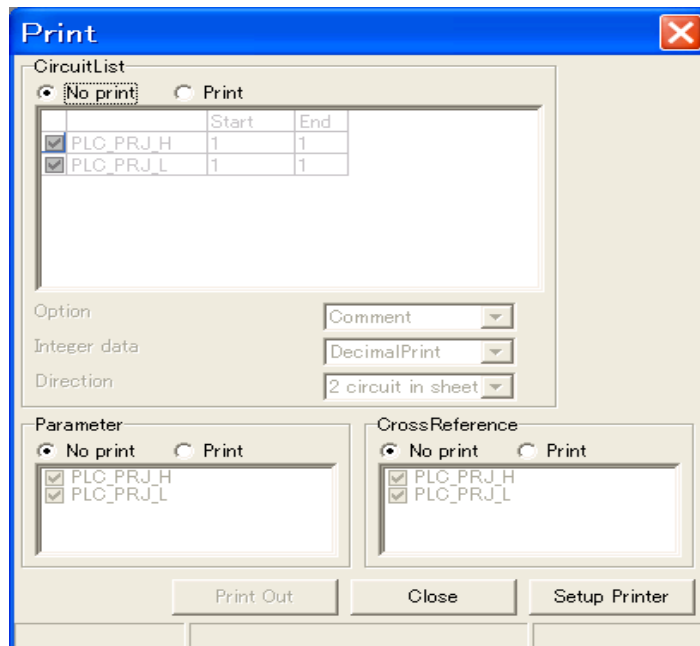 Print
CircuitList
No print Print
Start End
PLC_PRJ_H 1 1
PLC_PRJ_L 1 1
Option Comment
Integer data DecimalPrint
Direction 2 circuit in sheet
Parameter
No print Print
PLC_PRJ_H
PLC_PRJ_L
CrossReference
No print Print
PLC_PRJ_H
PLC_PRJ_L
Print Out Close Setup Printer